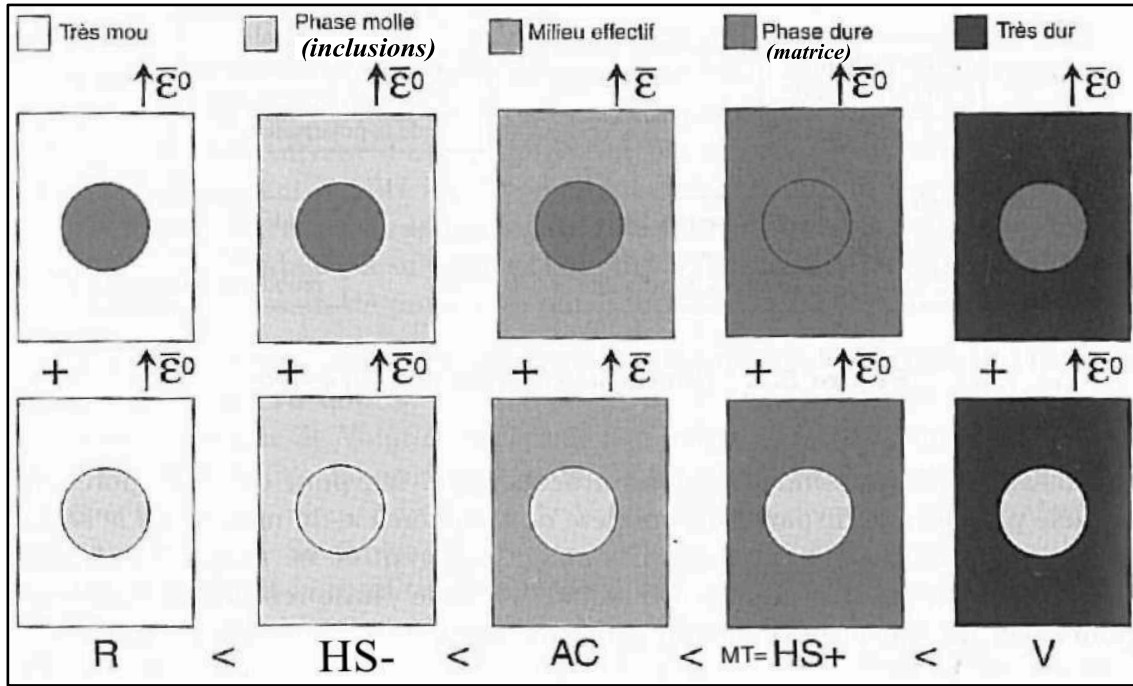 Très mou Phase molle Milieu effectif Phase dure Très dur
(inclusions) (matrice)
↑ε̄⁰ ↑ε̄⁰ ↑ε̄ ↑ε̄⁰ ↑ε̄⁰
+ ↑ε̄⁰ + ↑ε̄⁰ + ↑ε̄ + ↑ε̄⁰ + ↑ε̄⁰
R < HS- < AC < MT= HS+ < V